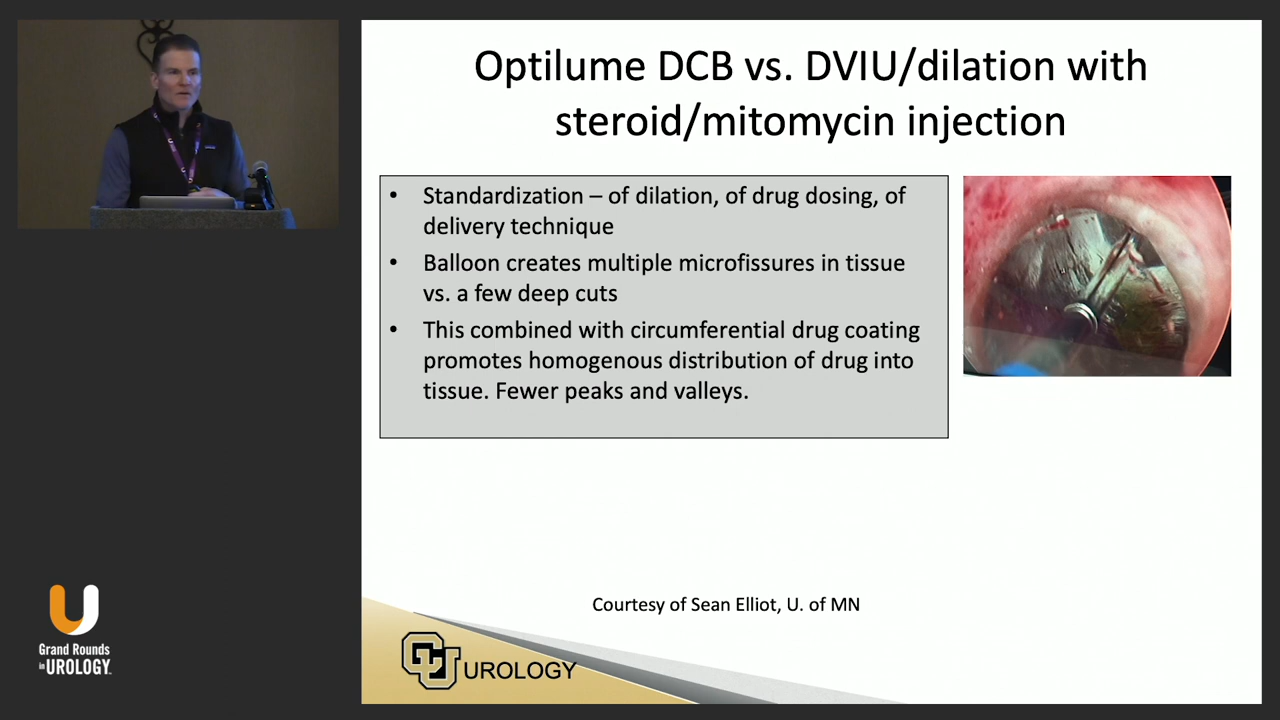 Optilume DCB vs. DVIU/dilation with
steroid/mitomycin injection
• Standardization – of dilation, of drug dosing, of
delivery technique
• Balloon creates multiple microfissures in tissue
vs. a few deep cuts
• This combined with circumferential drug coating
promotes homogenous distribution of drug into
tissue. Fewer peaks and valleys.
Courtesy of Sean Elliot, U. of MN
CU UROLOGY
Grand Rounds
in UROLOGY